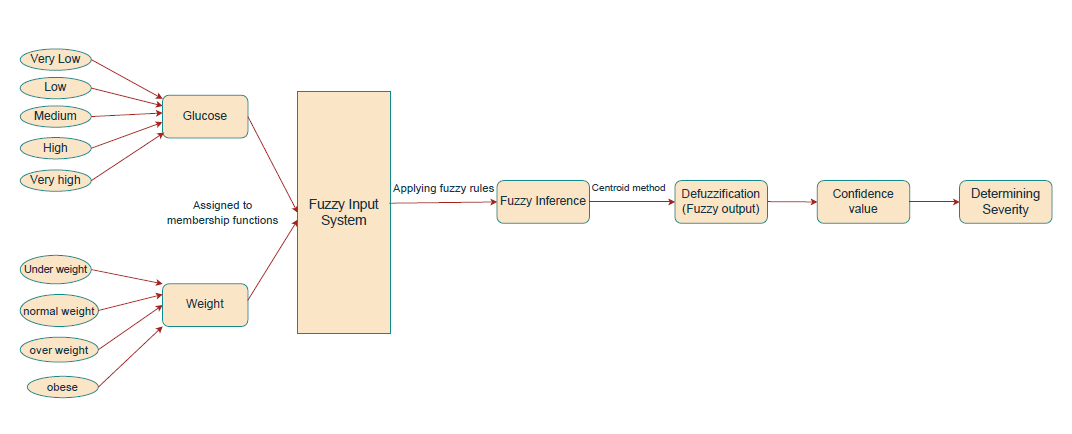 Very Low
Low
Medium
High
Very high
Glucose
Assigned to
membership functions
Under weight
normal weight
over weight
obese
Weight
Fuzzy Input
System
Applying fuzzy rules
Fuzzy Inference
Centroid method
Defuzzification
(Fuzzy output)
Confidence
value
Determining
Severity